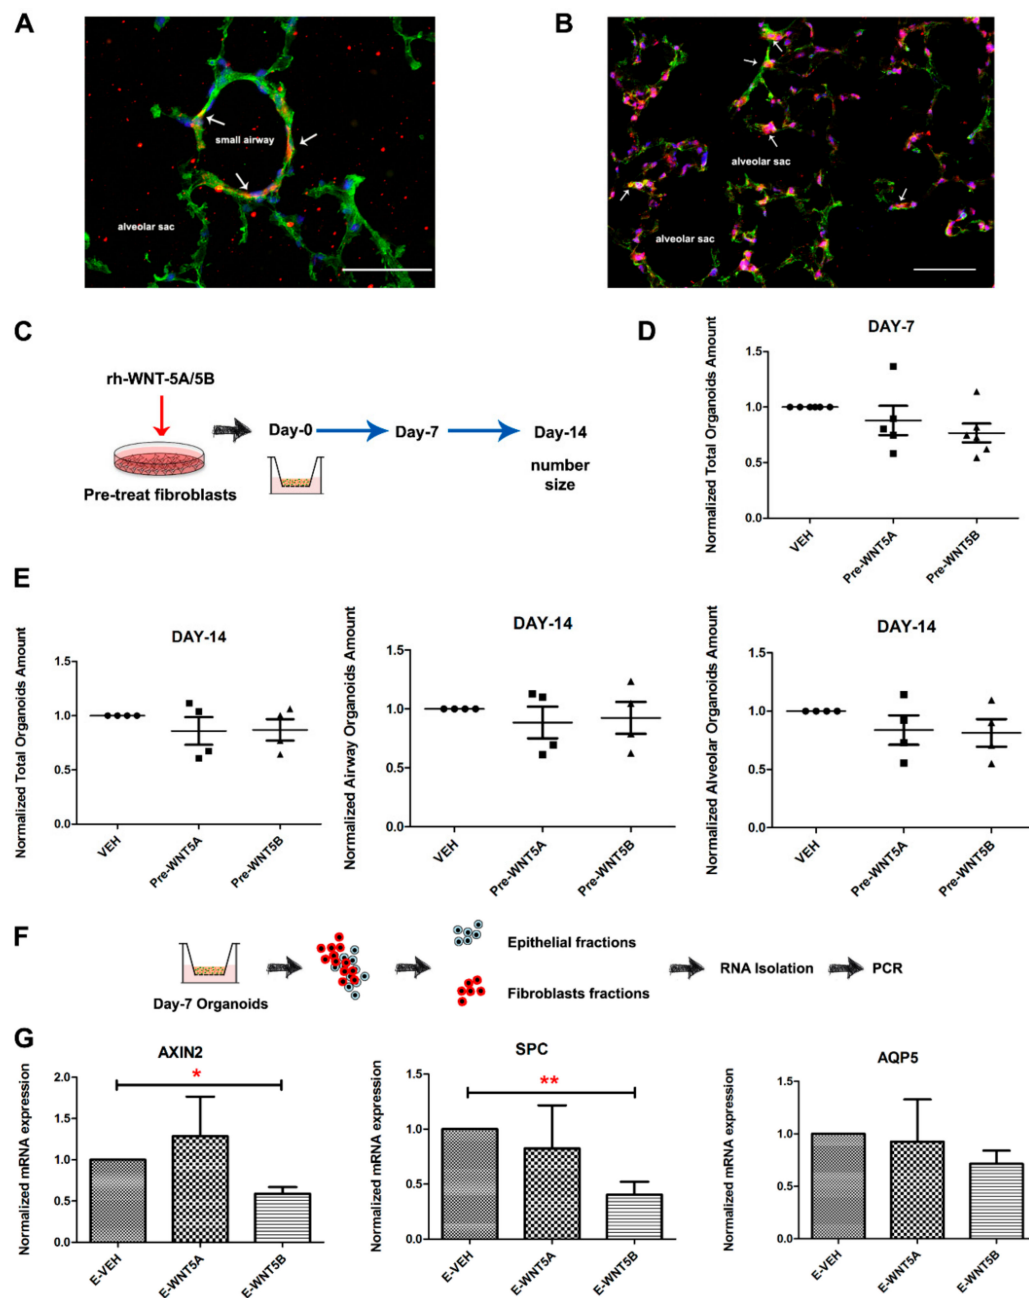 A
B
small airway
alveolar sac
alveolar sac
alveolar sac
C
rh-WNT-5A/5B
Pre-treat fibroblasts
Day-0
Day-7
Day-14
number
size
D
DAY-7
Normalized Total Organoids Amount
1.5
1.0
0.5
0.0
VEH
Pre-WNT5A
Pre-WNT5B
E
DAY-14
Normalized Total Organoids Amount
1.5
1.0
0.5
0.0
VEH
Pre-WNT5A
Pre-WNT5B
DAY-14
Normalized Airway Organoids Amount
1.5
1.0
0.5
0.0
VEH
Pre-WNT5A
Pre-WNT5B
DAY-14
Normalized Alveolar Organoids Amount
1.5
1.0
0.5
0.0
VEH
Pre-WNT5A
Pre-WNT5B
F
Day-7 Organoids
Epithelial fractions
Fibroblasts fractions
RNA Isolation
PCR
G
AXIN2
Normalized mRNA expression
2.0
1.5
1.0
0.5
0.0
*
E-VEH
E-WNT5A
E-WNT5B
SPC
Normalized mRNA expression
1.5
1.0
0.5
0.0
**
E-VEH
E-WNT5A
E-WNT5B
AQP5
Normalized mRNA expression
1.5
1.0
0.5
0.0
E-VEH
E-WNT5A
E-WNT5B